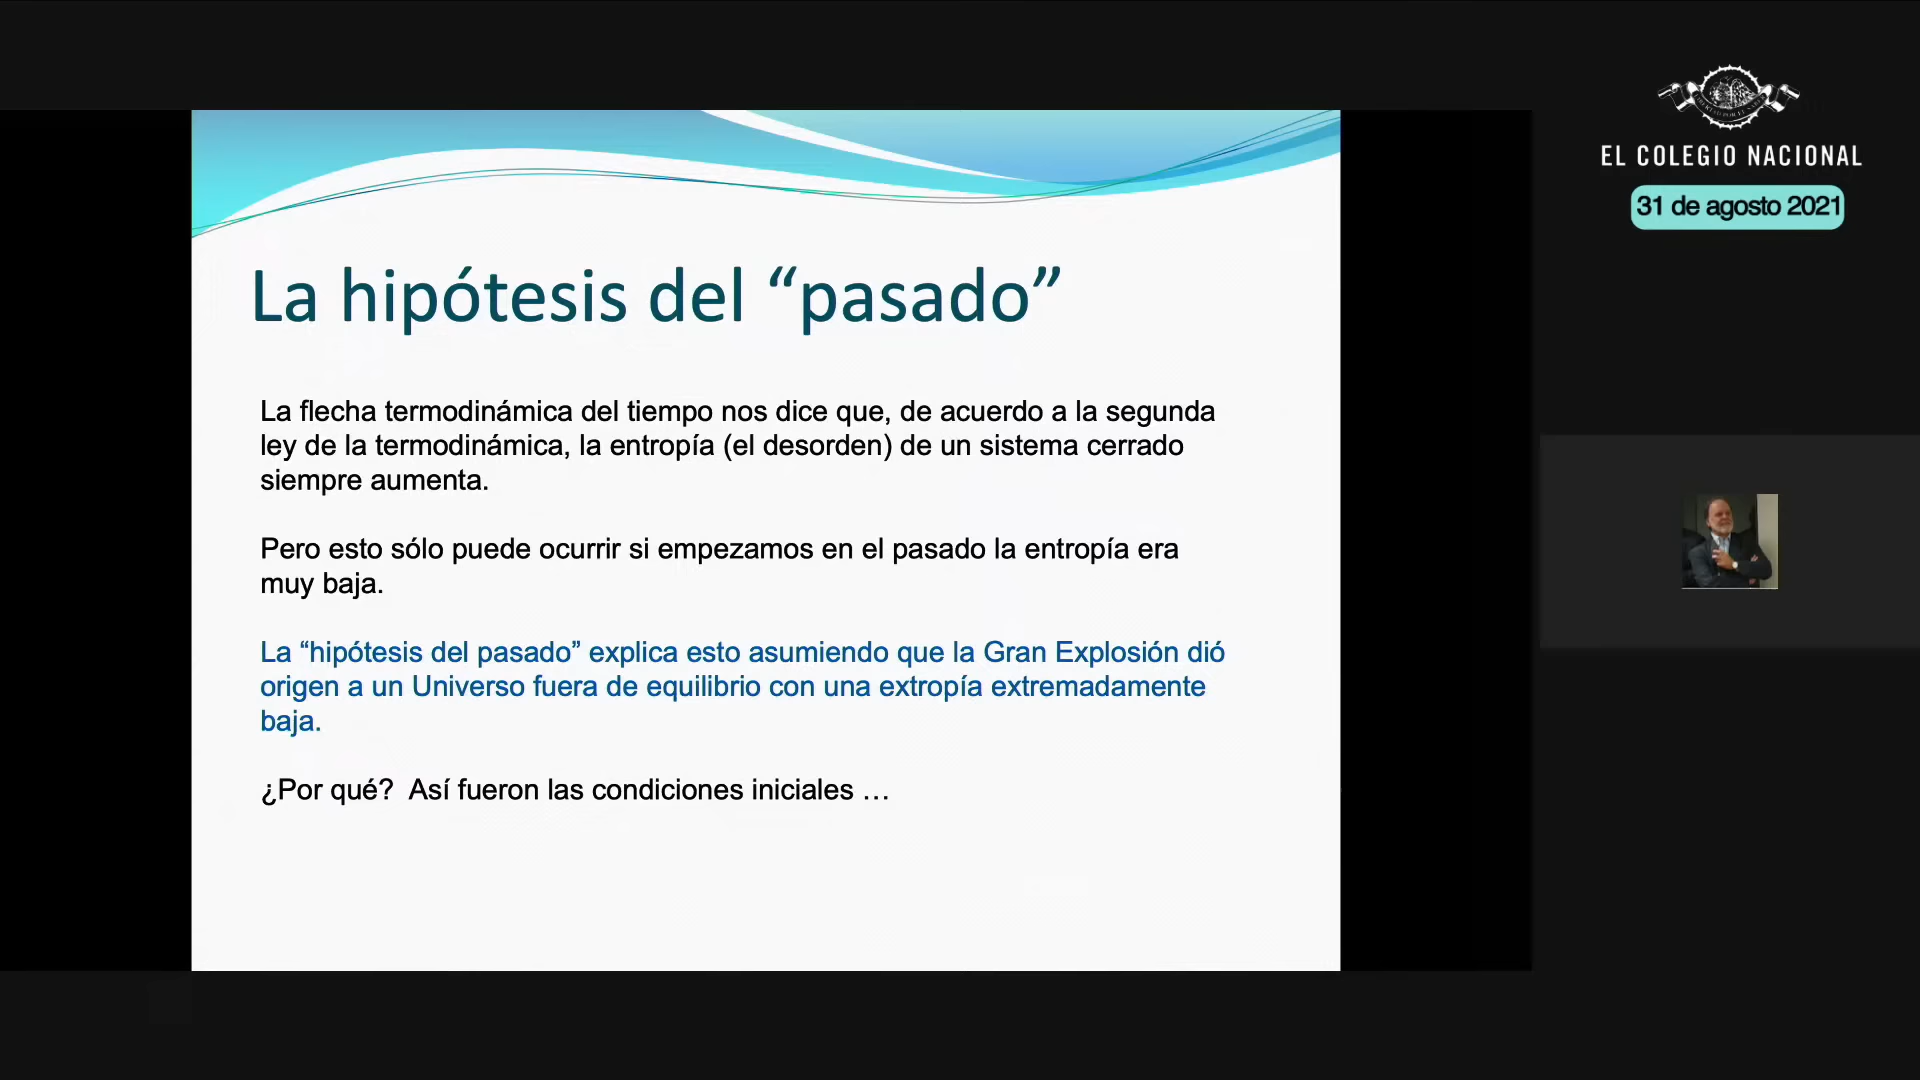 EL COLEGIO NACIONAL
31 de agosto 2021
La hipótesis del “pasado”
La flecha termodinámica del tiempo nos dice que, de acuerdo a la segunda
ley de la termodinámica, la entropía (el desorden) de un sistema cerrado
siempre aumenta.
Pero esto sólo puede ocurrir si empezamos en el pasado la entropía era
muy baja.
La “hipótesis del pasado” explica esto asumiendo que la Gran Explosión dió
origen a un Universo fuera de equilibrio con una extropía extremadamente
baja.
¿Por qué?  Así fueron las condiciones iniciales …